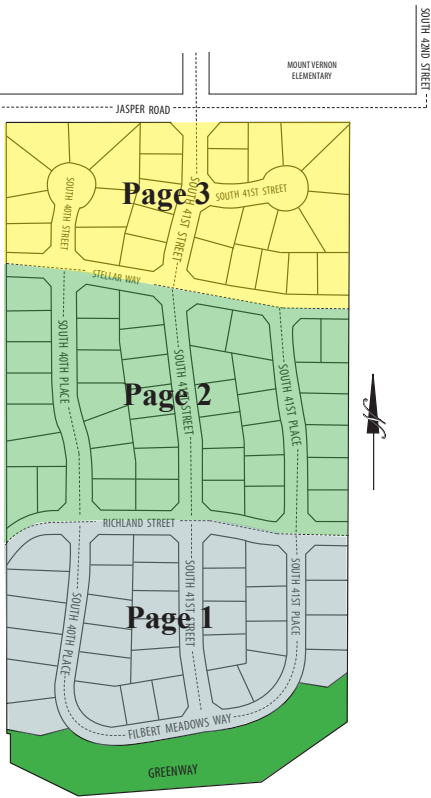 SOUTH 42ND STREET
MOUNT VERNON
ELEMENTARY
JASPER ROAD
Page 3
SOUTH 40TH STREET
SOUTH 41ST STREET
SOUTH 41ST STREET
STELLAR WAY
SOUTH 40TH PLACE
SOUTH 41ST STREET
SOUTH 41ST PLACE
Page 2
RICHLAND STREET
SOUTH 40TH PLACE
SOUTH 41ST STREET
SOUTH 41ST PLACE
Page 1
FILBERT MEADOWS WAY
GREENWAY